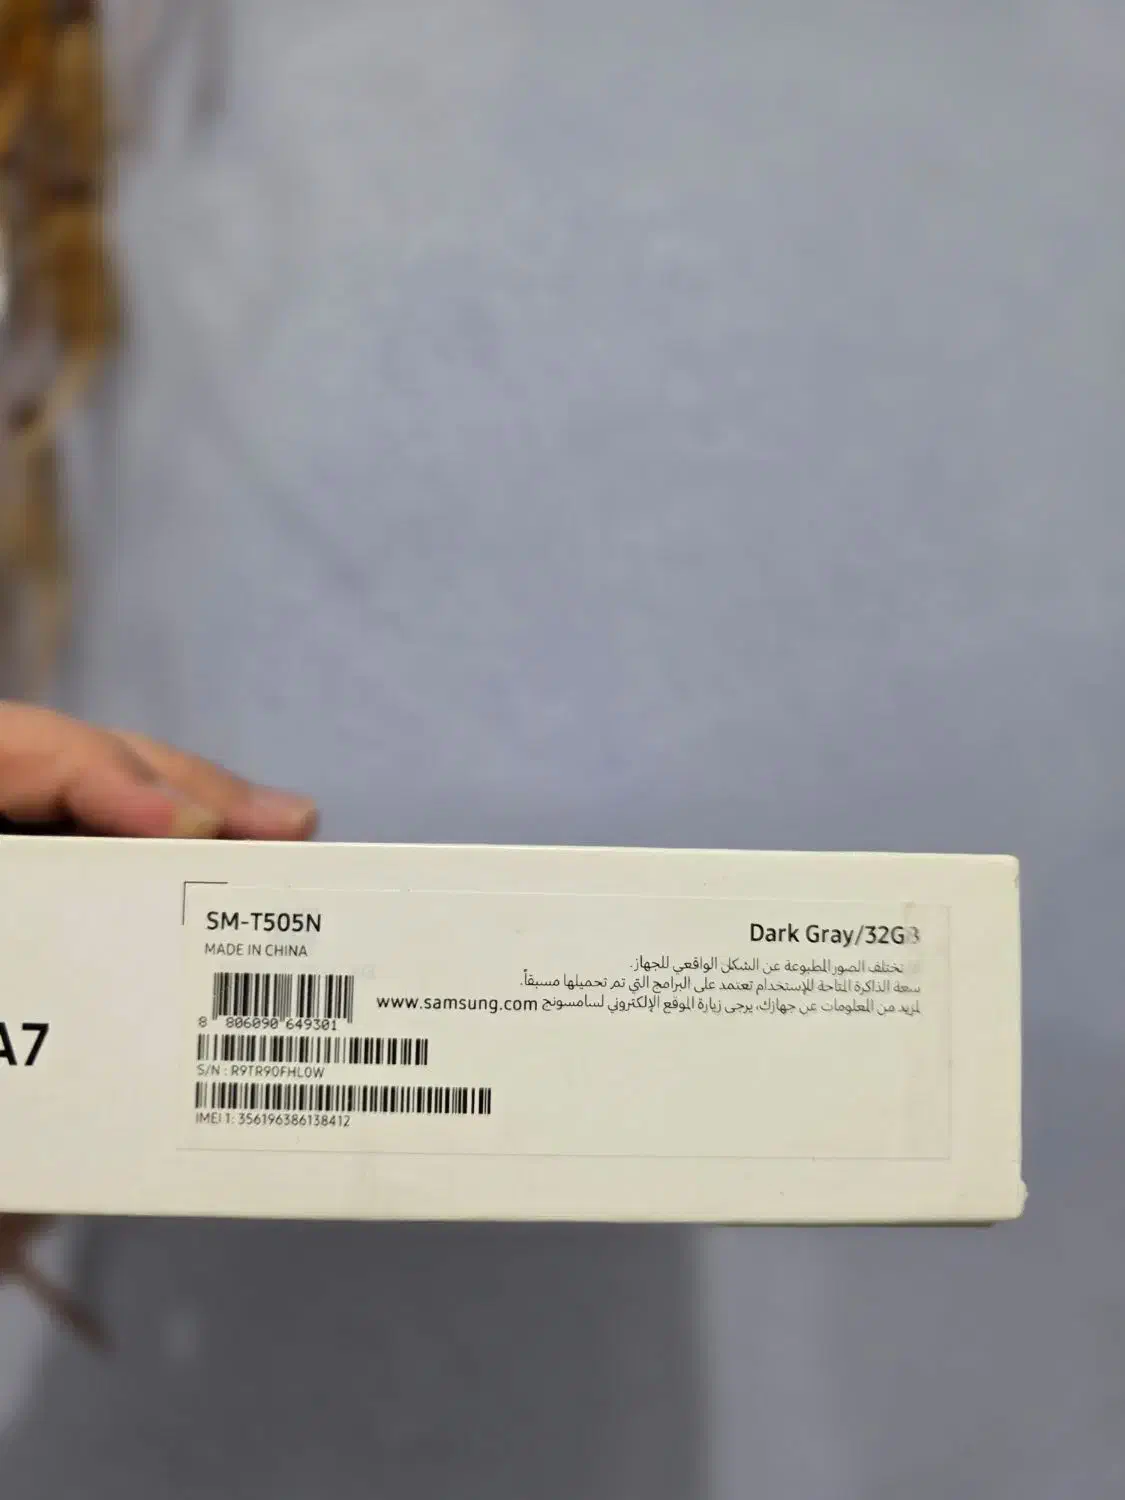 A7
SM-T505N
MADE IN CHINA
Dark Gray/32GB
تختلف الصور المطبوعة عن الشكل الواقعي للجهاز.
سعة الذاكرة المتاحة للإستخدام تعتمد على البرامج التي تم تحميلها مسبقاً.
لمزيد من المعلومات عن جهازك، يرجى زيارة الموقع الإلكتروني لسامسونج www.samsung.com
8 806090 649301
S/N : R9TR90FHL0W
IMEI 1: 356196386138412